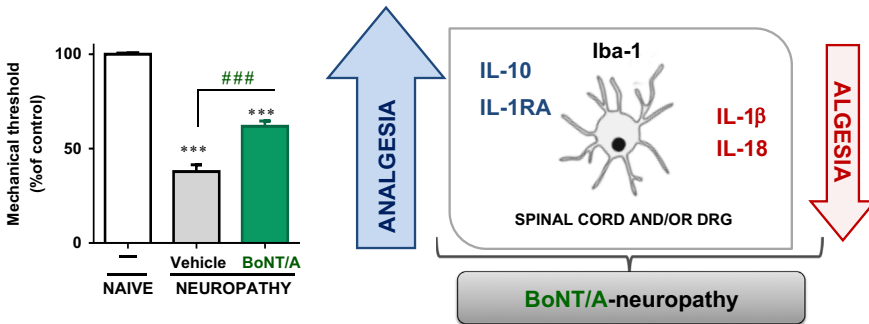 Mechanical threshold
(%of control)
100
50
0
***
###
***
–
Vehicle
BoNT/A
NAIVE
NEUROPATHY
ANALGESIA
Iba-1
IL-10
IL-1RA
IL-1β
IL-18
SPINAL CORD AND/OR DRG
ALGESIA
BoNT/A-neuropathy